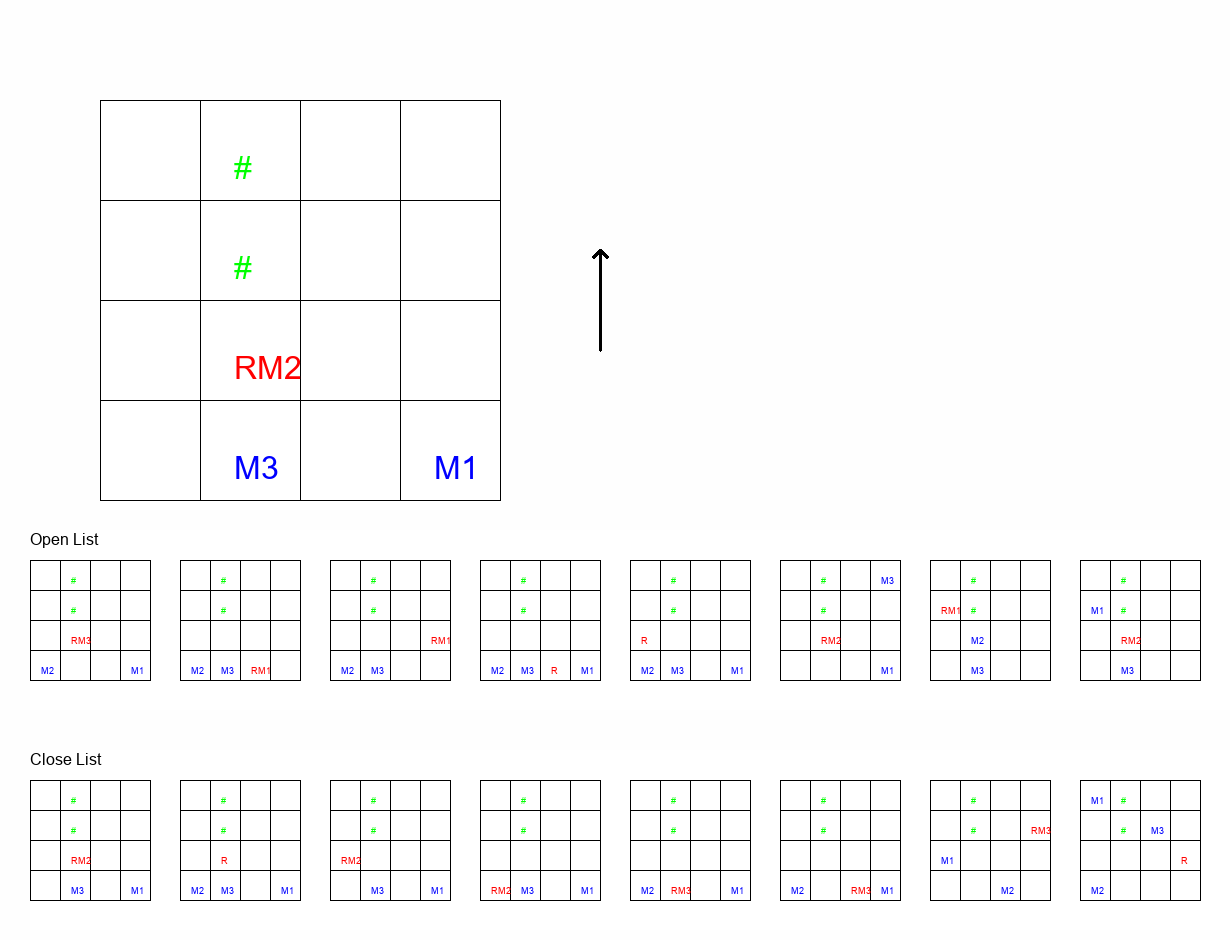 #
#
RM2
M3 M1
Open List
# # # # # M3 # # #
# # # # # # RM1 # M1 #
RM3 RM1 R RM2 M2 RM2
M2 M1 M2 M3 RM1 M2 M3 M2 M3 R M1 M2 M3 M1 M1 M3 M3
Close List
# # # # # # # M1 #
# # # # # # # RM3 # M3
RM2 R RM2 M1 R
M3 M1 M2 M3 M1 M3 M1 RM2 M3 M1 M2 RM3 M1 M2 RM3 M1 M2 M2